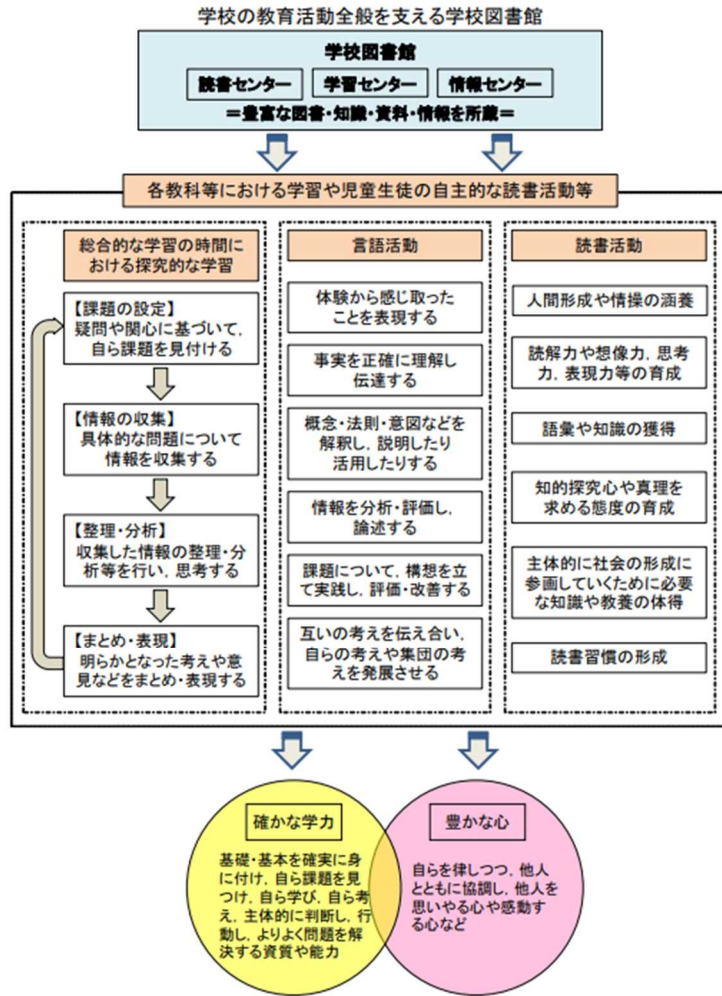 学校の教育活動全般を支える学校図書館
学校図書館
読書センター
学習センター
情報センター
＝豊富な図書・知識・資料・情報を所蔵＝
各教科等における学習や児童生徒の自主的な読書活動等
総合的な学習の時間に
おける探究的な学習
【課題の設定】
疑問や関心に基づいて，
自ら課題を見付ける
【情報の収集】
具体的な問題について
情報を収集する
【整理・分析】
収集した情報の整理・分
析等を行い，思考する
【まとめ・表現】
明らかとなった考えや意
見などをまとめ・表現する
言語活動
体験から感じ取った
ことを表現する
事実を正確に理解し
伝達する
概念・法則・意図などを
解釈し，説明したり
活用したりする
情報を分析・評価し，
論述する
課題について，構想を立
て実践し，評価・改善する
互いの考えを伝え合い，
自らの考えや集団の考
えを発展させる
読書活動
人間形成や情操の涵養
読解力や想像力，思考
力，表現力等の育成
語彙や知識の獲得
知的探究心や真理を
求める態度の育成
主体的に社会の形成に
参画していくために必要
な知識や教養の体得
読書習慣の形成
確かな学力
基礎・基本を確実に身
に付け，自ら課題を見
つけ，自ら学び，自ら考
え，主体的に判断し，行
動し，よりよく問題を解
決する資質や能力
豊かな心
自らを律しつつ，他人
とともに協調し，他人を
思いやる心や感動す
る心など